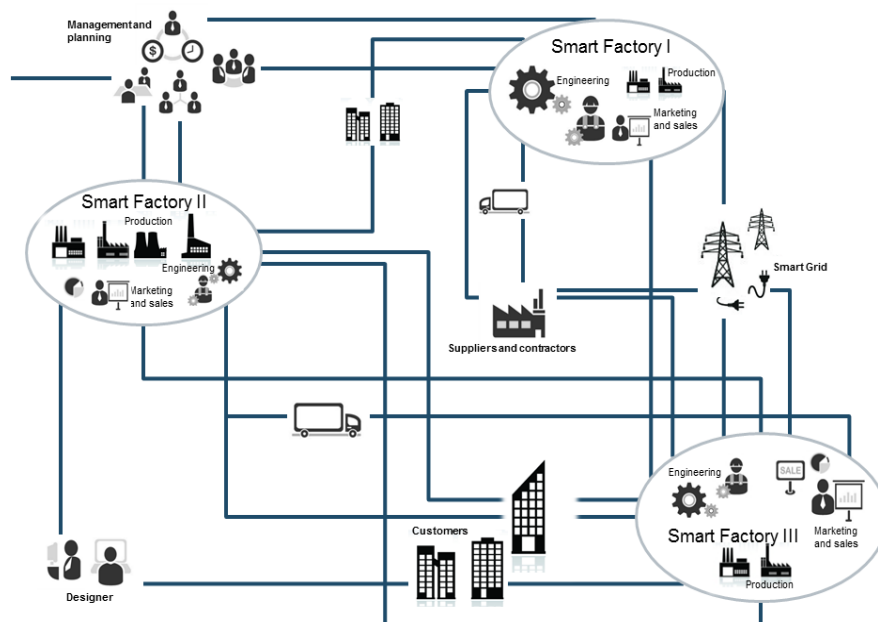 Management and
planning
$
Smart Factory I
Engineering
Production
Marketing
and sales
Smart Factory II
Production
Engineering
Marketing
and sales
Smart Grid
Suppliers and contractors
Engineering
SALE
Marketing
and sales
Smart Factory III
Production
Customers
Designer